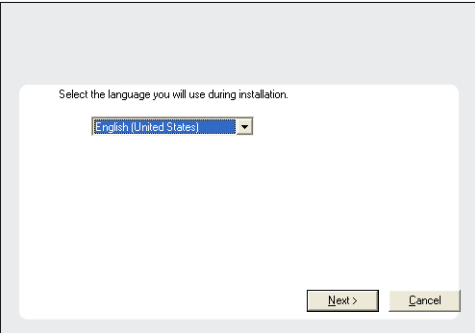 Select the language you will use during installation.
English (United States)
Next >
Cancel